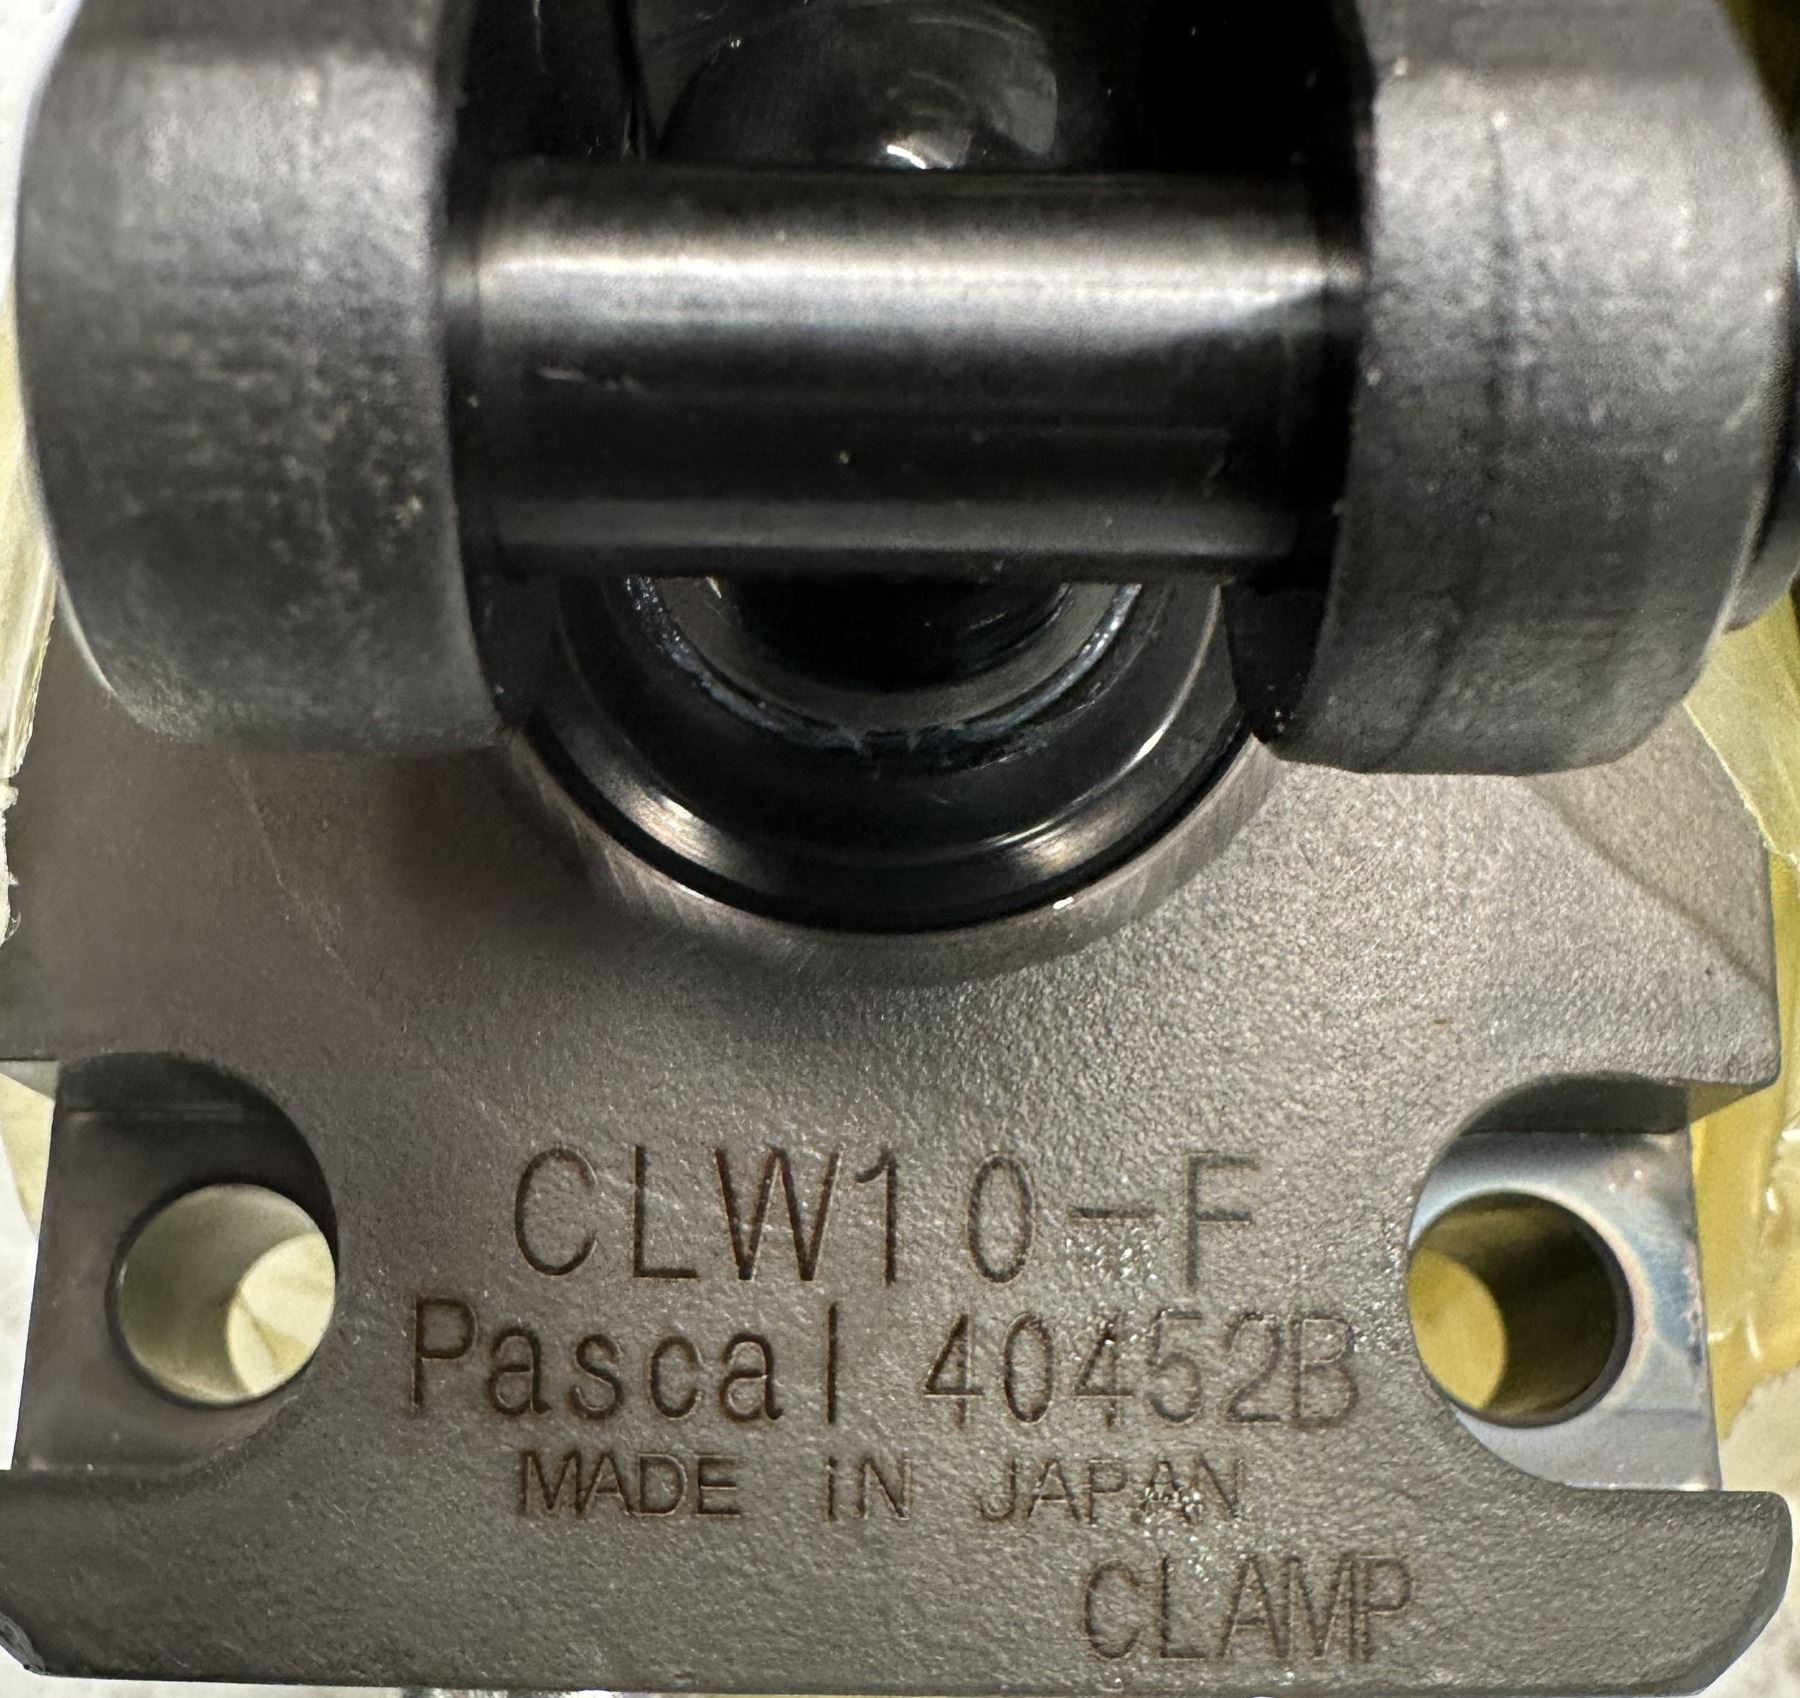 CLW10-F
Pascal 40452B
MADE iN JAPAN
CLAMP